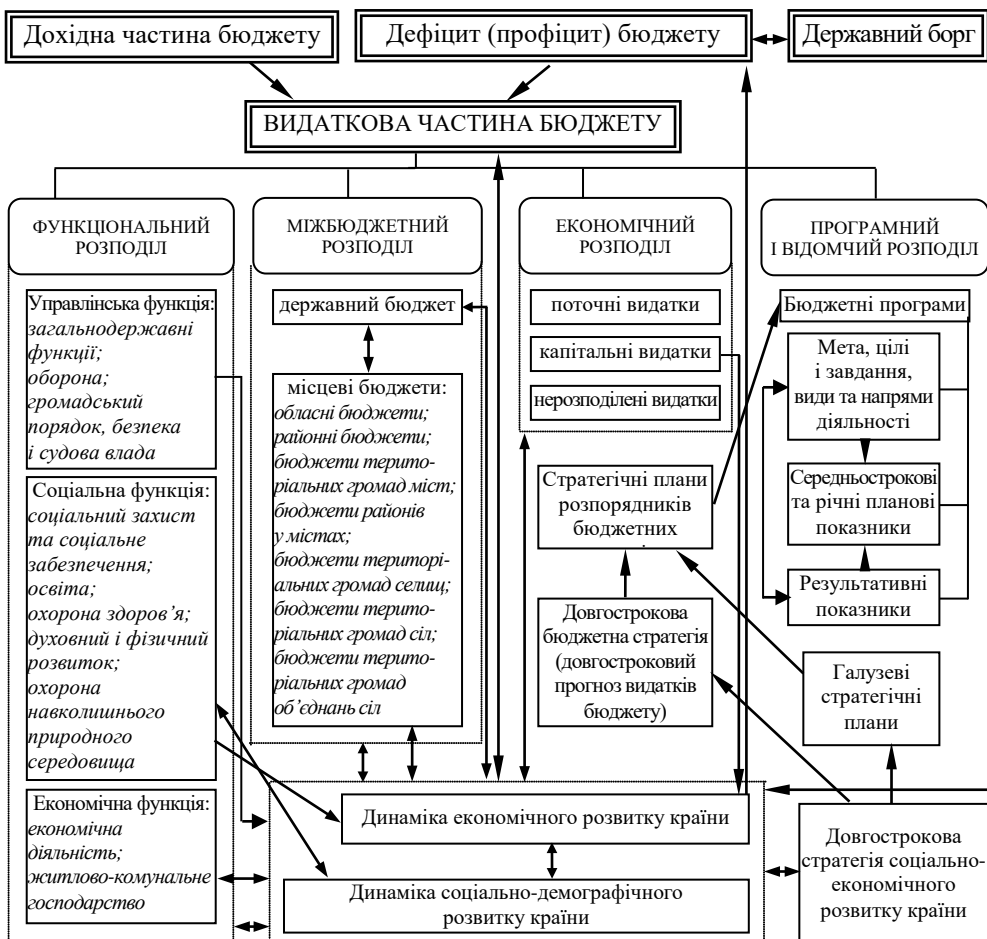 Дохідна частина бюджету
Дефіцит (профіцит) бюджету
Державний борг
ВИДАТКОВА ЧАСТИНА БЮДЖЕТУ
ФУНКЦІОНАЛЬНИЙ
РОЗПОДІЛ
МІЖБЮДЖЕТНИЙ
РОЗПОДІЛ
ЕКОНОМІЧНИЙ
РОЗПОДІЛ
ПРОГРАМНИЙ
І ВІДОМЧИЙ РОЗПОДІЛ
Управлінська функція:
загальнодержавні
функції;
оборона;
громадський
порядок, безпека
і судова влада
Соціальна функція:
соціальний захист
та соціальне
забезпечення;
освіта;
охорона здоров’я;
духовний і фізичний
розвиток;
охорона
навколишнього
природного
середовища
Економічна функція:
економічна
діяльність;
житлово-комунальне
господарство
державний бюджет
місцеві бюджети:
обласні бюджети;
районні бюджети;
бюджети терито-
ріальних громад міст;
бюджети районів
у містах;
бюджети територі-
альних громад селищ;
бюджети терито-
ріальних громад сіл;
бюджети терито-
ріальних громад
об’єднань сіл
поточні видатки
капітальні видатки
нерозподілені видатки
Стратегічні плани
розпорядників
бюджетних
Довгострокова
бюджетна стратегія
(довгостроковий
прогноз видатків
бюджету)
Бюджетні програми
Мета, цілі
і завдання,
види та напрями
діяльності
Середньострокові
та річні планові
показники
Результативні
показники
Галузеві
стратегічні
плани
Динаміка економічного розвитку країни
Динаміка соціально-демографічного
розвитку країни
Довгострокова
стратегія соціально-
економічного
розвитку країни